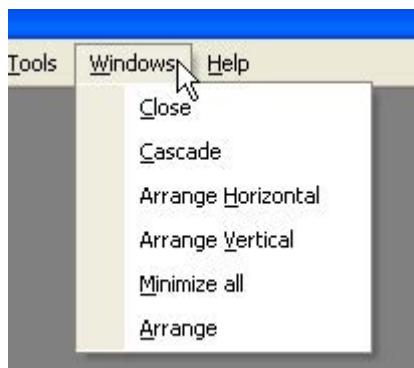 Tools Windows Help
Close
Cascade
Arrange Horizontal
Arrange Vertical
Minimize all
Arrange